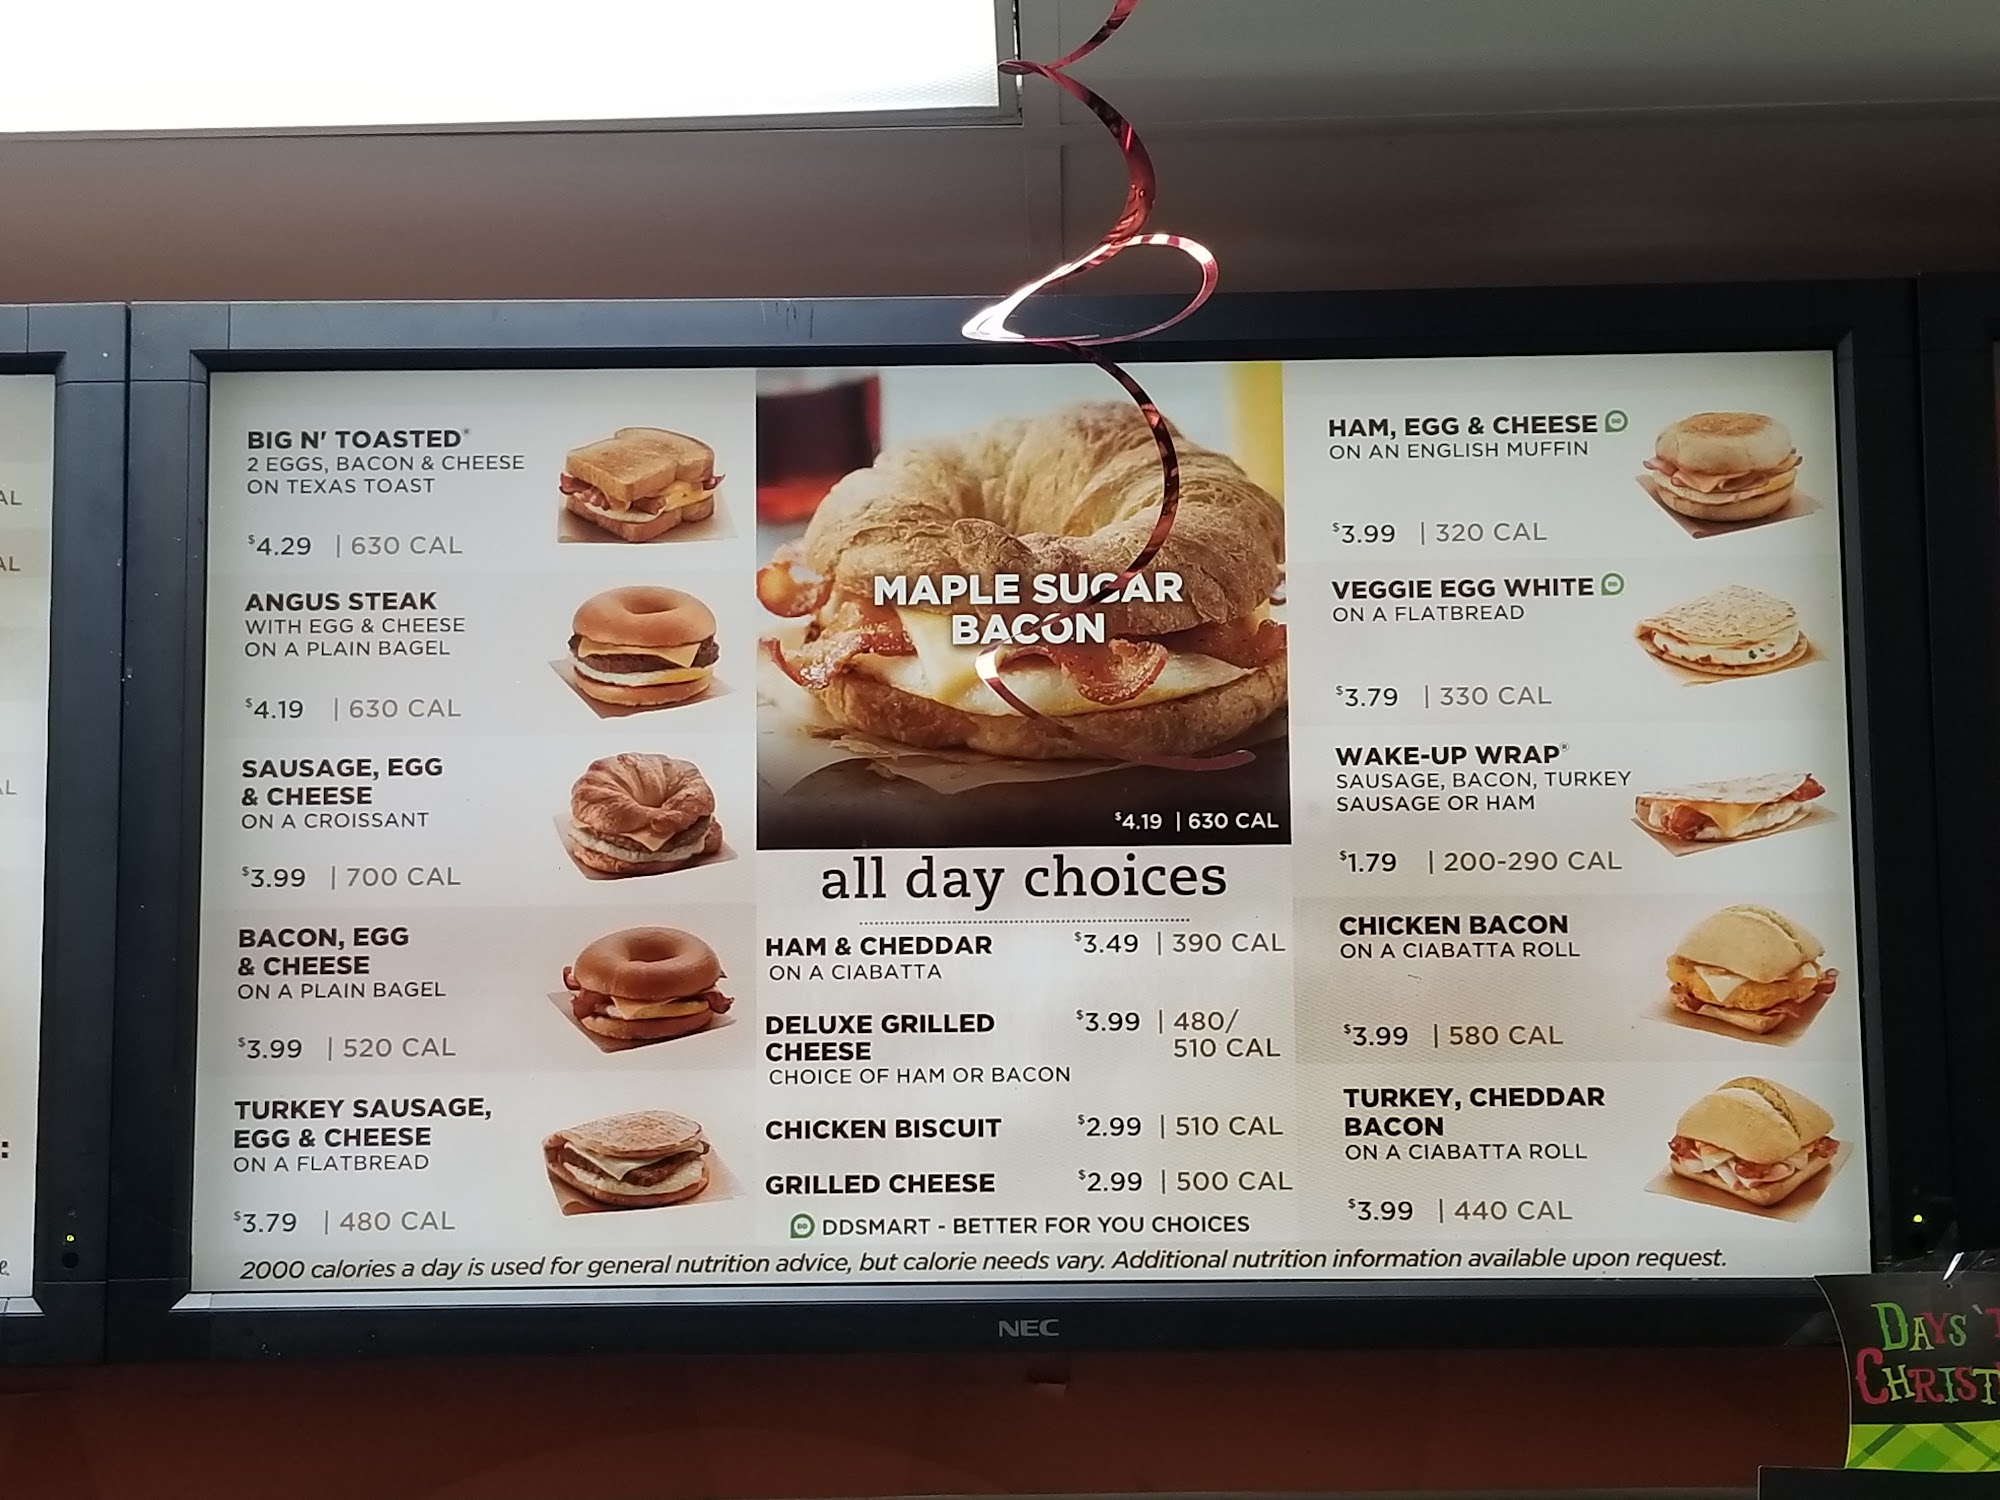 BIG N' TOASTED®
2 EGGS, BACON & CHEESE
ON TEXAS TOAST
$4.29 | 630 CAL
ANGUS STEAK
WITH EGG & CHEESE
ON A PLAIN BAGEL
$4.19 | 630 CAL
SAUSAGE, EGG
& CHEESE
ON A CROISSANT
$3.99 | 700 CAL
BACON, EGG
& CHEESE
ON A PLAIN BAGEL
$3.99 | 520 CAL
TURKEY SAUSAGE,
EGG & CHEESE
ON A FLATBREAD
$3.79 | 480 CAL
MAPLE SUGAR
BACON
$4.19 | 630 CAL
all day choices
HAM & CHEDDAR $3.49 | 390 CAL
ON A CIABATTA
DELUXE GRILLED $3.99 | 480/
CHEESE 510 CAL
CHOICE OF HAM OR BACON
CHICKEN BISCUIT $2.99 | 510 CAL
GRILLED CHEESE $2.99 | 500 CAL
DD DDSMART - BETTER FOR YOU CHOICES
HAM, EGG & CHEESE DD
ON AN ENGLISH MUFFIN
$3.99 | 320 CAL
VEGGIE EGG WHITE DD
ON A FLATBREAD
$3.79 | 330 CAL
WAKE-UP WRAP®
SAUSAGE, BACON, TURKEY
SAUSAGE OR HAM
$1.79 | 200-290 CAL
CHICKEN BACON
ON A CIABATTA ROLL
$3.99 | 580 CAL
TURKEY, CHEDDAR
BACON
ON A CIABATTA ROLL
$3.99 | 440 CAL
2000 calories a day is used for general nutrition advice, but calorie needs vary. Additional nutrition information available upon request.
NEC
DAYS 'T
CHRIST